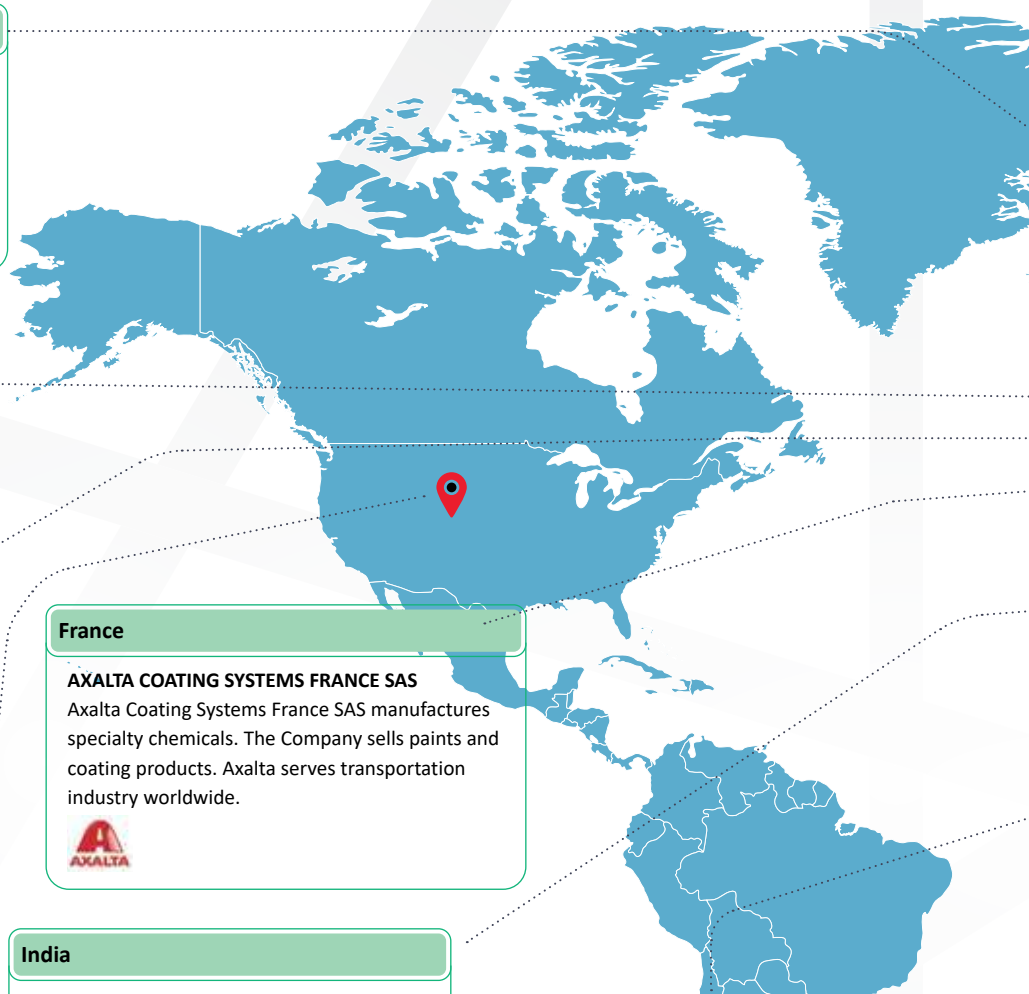 France
AXALTA COATING SYSTEMS FRANCE SAS
Axalta Coating Systems France SAS manufactures
specialty chemicals. The Company sells paints and
coating products. Axalta serves transportation
industry worldwide.
AXALTA
India